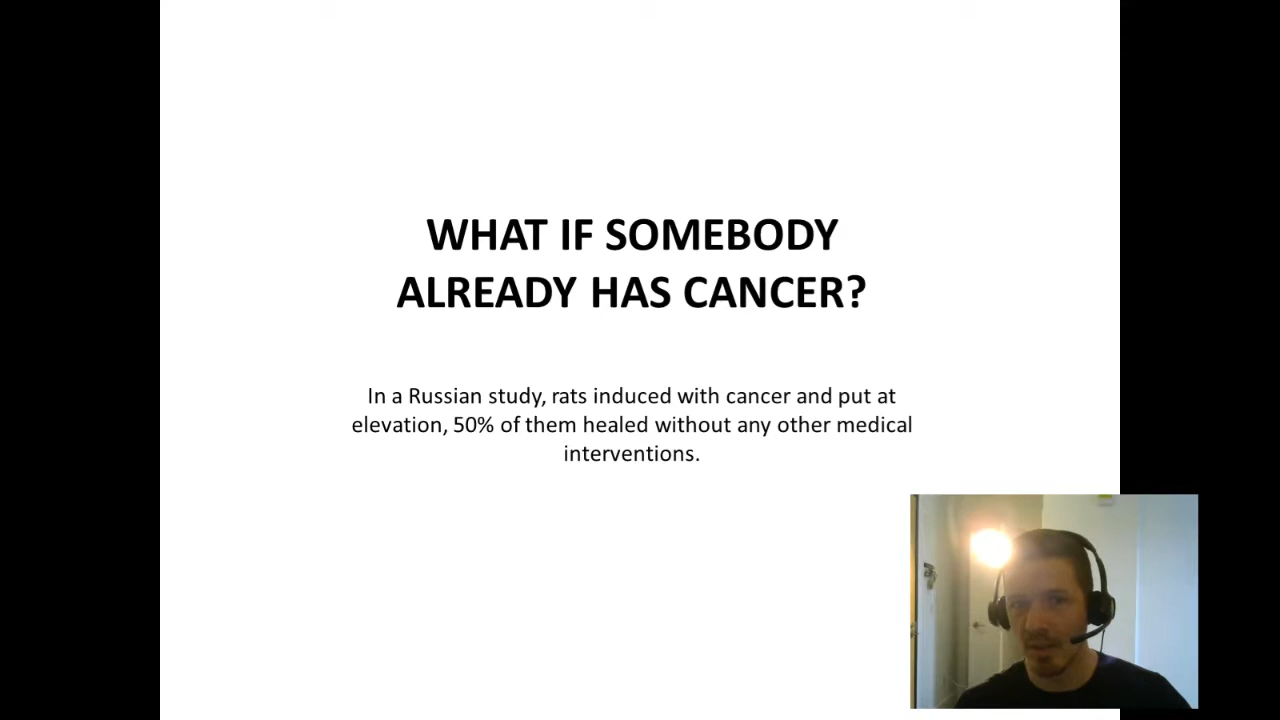 WHAT IF SOMEBODY
ALREADY HAS CANCER?
In a Russian study, rats induced with cancer and put at
elevation, 50% of them healed without any other medical
interventions.